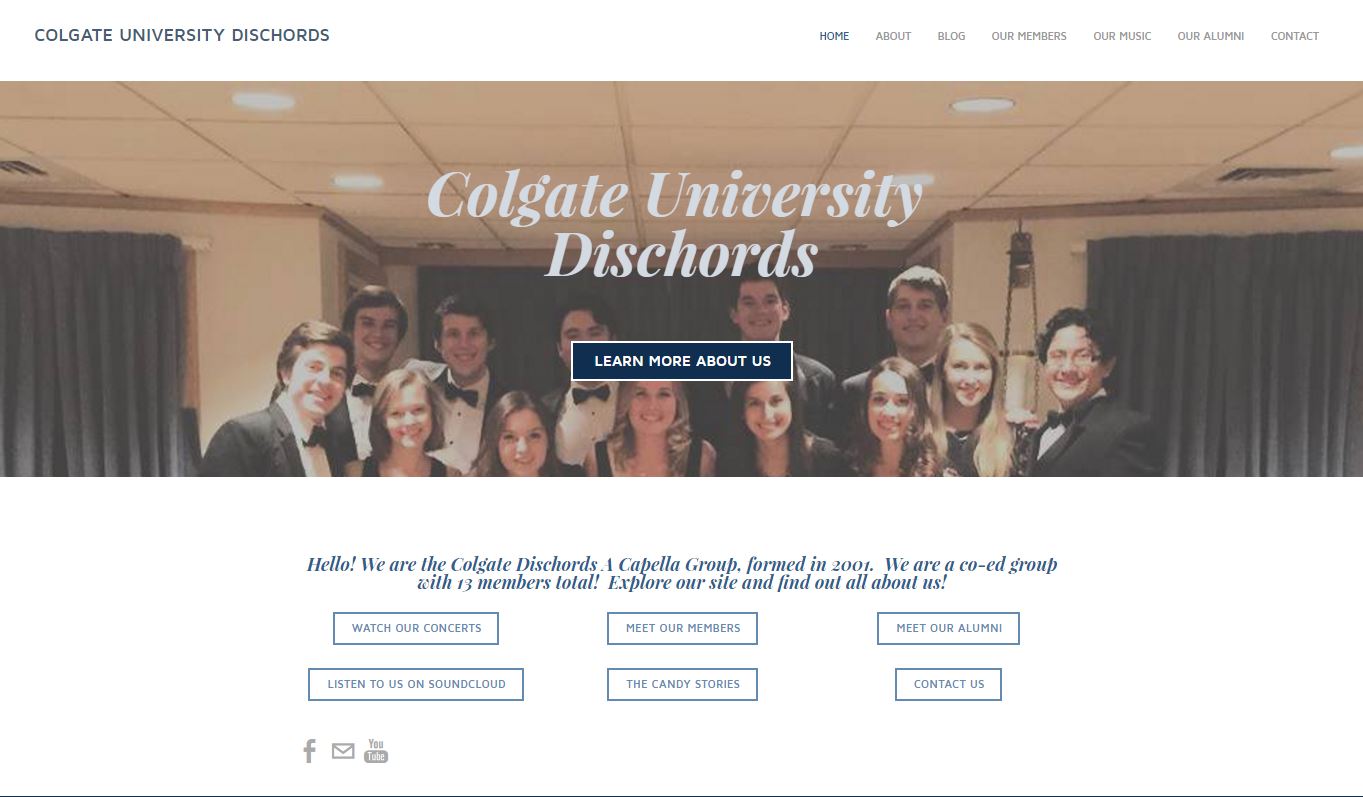 COLGATE UNIVERSITY DISCHORDS
HOME ABOUT BLOG OUR MEMBERS OUR MUSIC OUR ALUMNI CONTACT
Colgate University
Dischords
LEARN MORE ABOUT US
Hello! We are the Colgate Dischords A Capella Group, formed in 2001. We are a co-ed group
with 13 members total! Explore our site and find out all about us!
WATCH OUR CONCERTS MEET OUR MEMBERS MEET OUR ALUMNI
LISTEN TO US ON SOUNDCLOUD THE CANDY STORIES CONTACT US
You
Tube